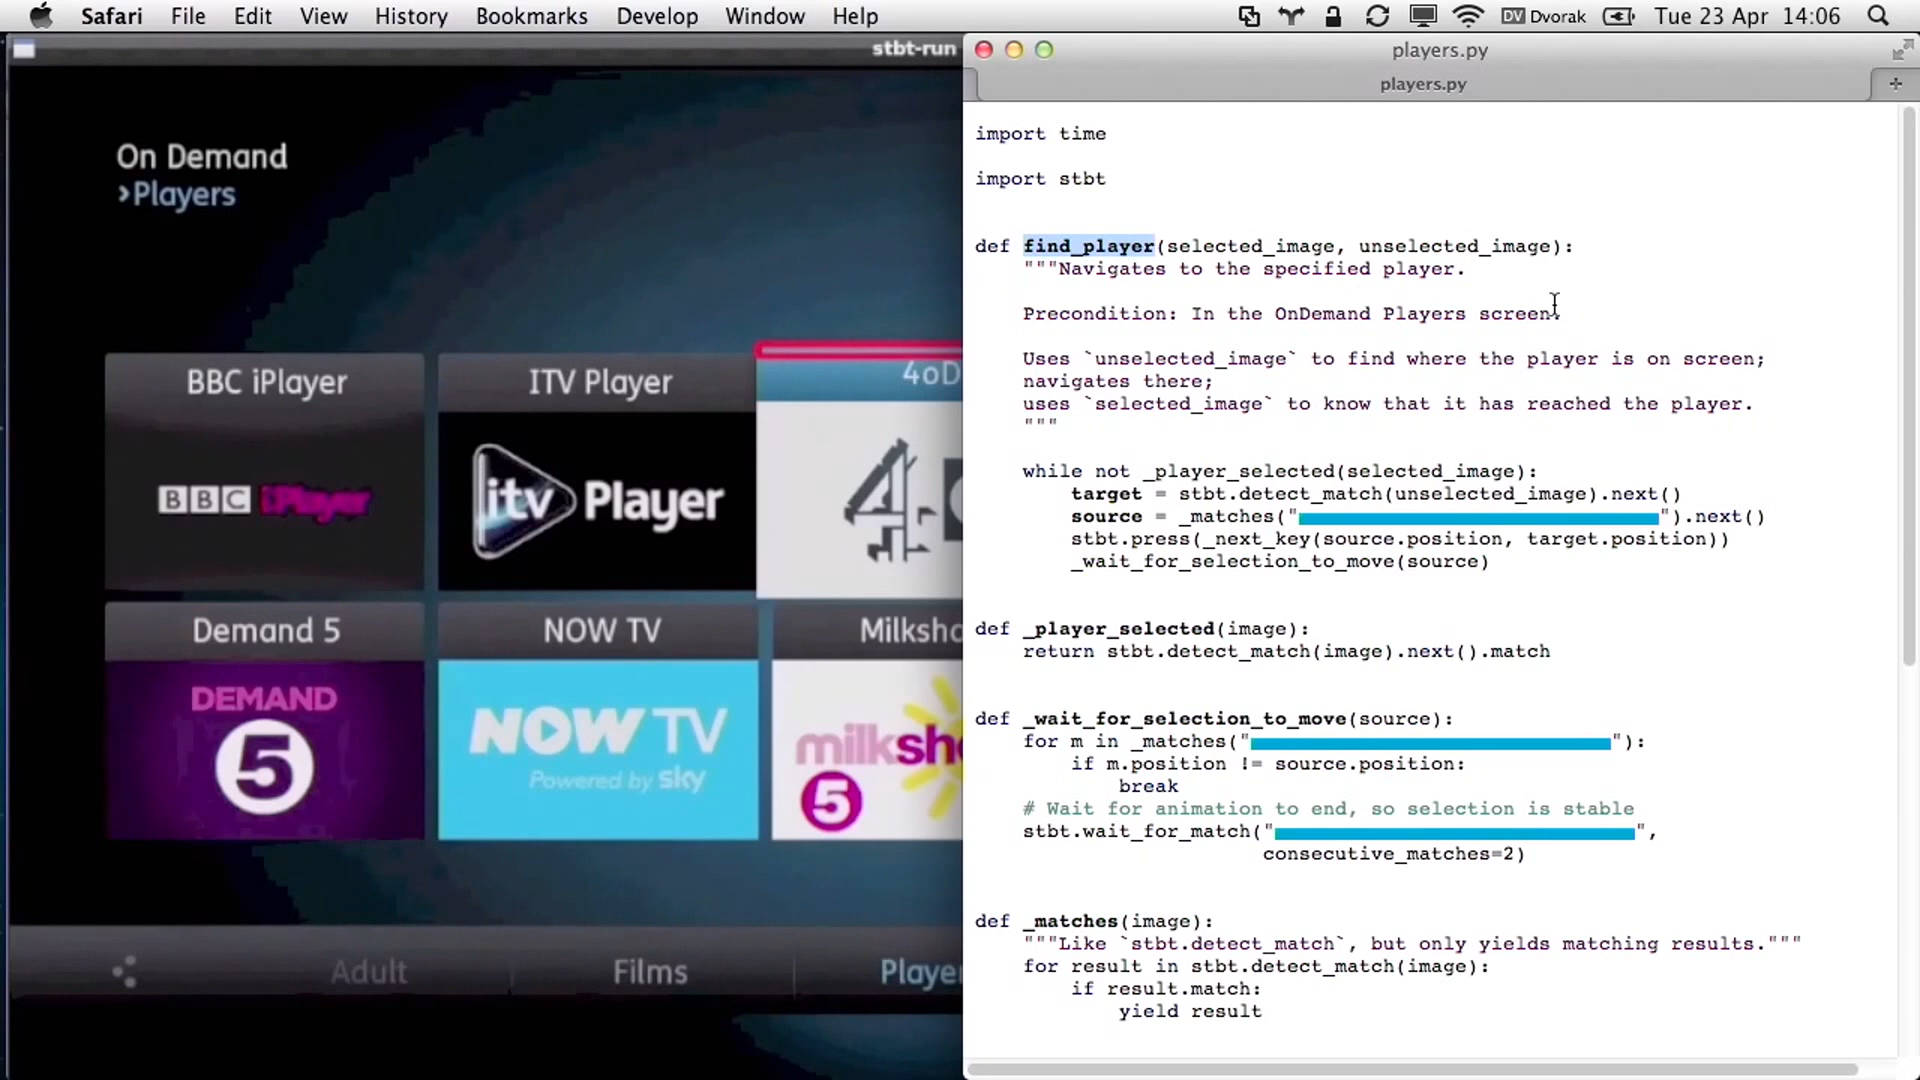 Safari File Edit View History Bookmarks Develop Window Help DV Dvorak Tue 23 Apr 14:06
stbt-run
On Demand
›Players
BBC iPlayer ITV Player 4oD
BBC iPlayer itv Player 4
Demand 5 NOW TV Milksh
DEMAND 5 NOW TV Powered by sky milksh 5
Adult Films Player
players.py
players.py
import time
import stbt
def find_player(selected_image, unselected_image):
"""Navigates to the specified player.
Precondition: In the OnDemand Players screen.
Uses `unselected_image` to find where the player is on screen;
navigates there;
uses `selected_image` to know that it has reached the player.
"""
while not _player_selected(selected_image):
target = stbt.detect_match(unselected_image).next()
source = _matches("").next()
stbt.press(_next_key(source.position, target.position))
_wait_for_selection_to_move(source)
def _player_selected(image):
return stbt.detect_match(image).next().match
def _wait_for_selection_to_move(source):
for m in _matches(""):
if m.position != source.position:
break
# Wait for animation to end, so selection is stable
stbt.wait_for_match("",
consecutive_matches=2)
def _matches(image):
"""Like `stbt.detect_match`, but only yields matching results."""
for result in stbt.detect_match(image):
if result.match:
yield result